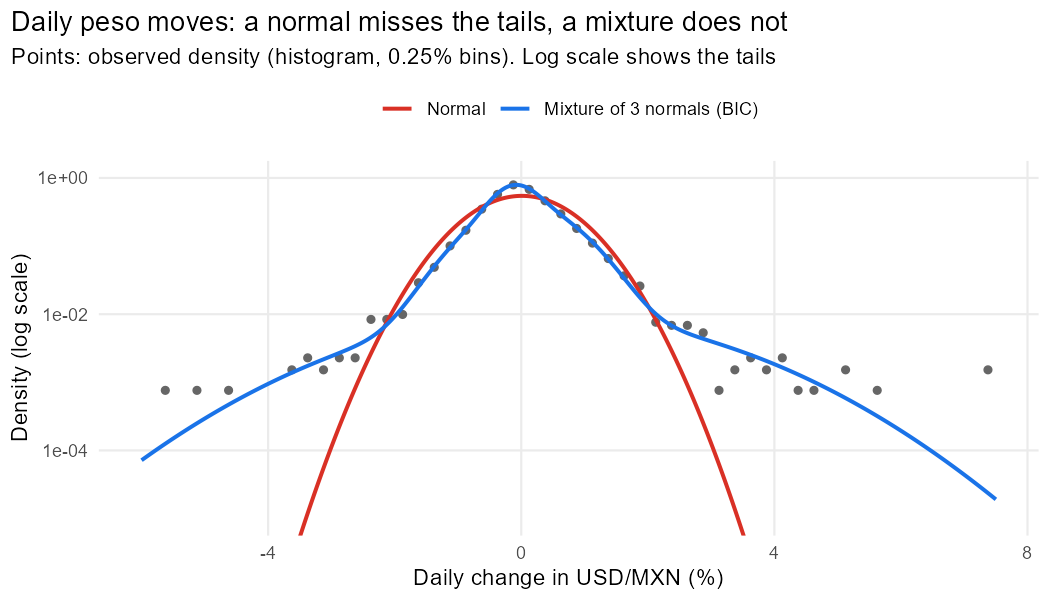 Daily peso moves: a normal misses the tails, a mixture does not
Points: observed density (histogram, 0.25% bins). Log scale shows the tails
Normal
Mixture of 3 normals (BIC)
Density (log scale)
1e+00
1e-02
1e-04
-4
0
4
8
Daily change in USD/MXN (%)